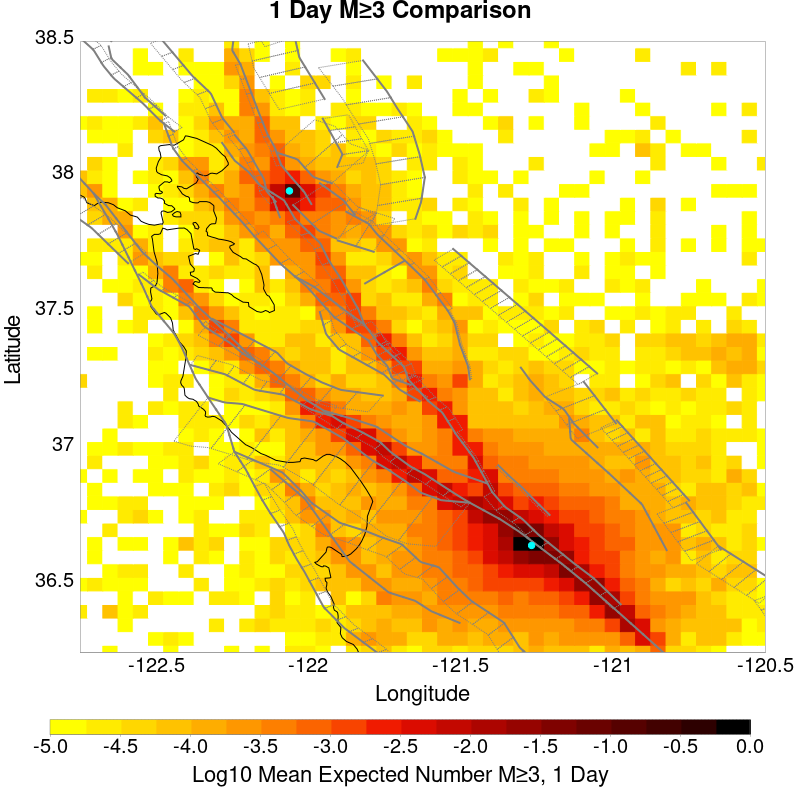 1 Day M≥3 Comparison
38.5
38
37.5
37
36.5
Latitude
-122.5 -122 -121.5 -121 -120.5
Longitude
-5.0 -4.5 -4.0 -3.5 -3.0 -2.5 -2.0 -1.5 -1.0 -0.5 0.0
Log10 Mean Expected Number M≥3, 1 Day